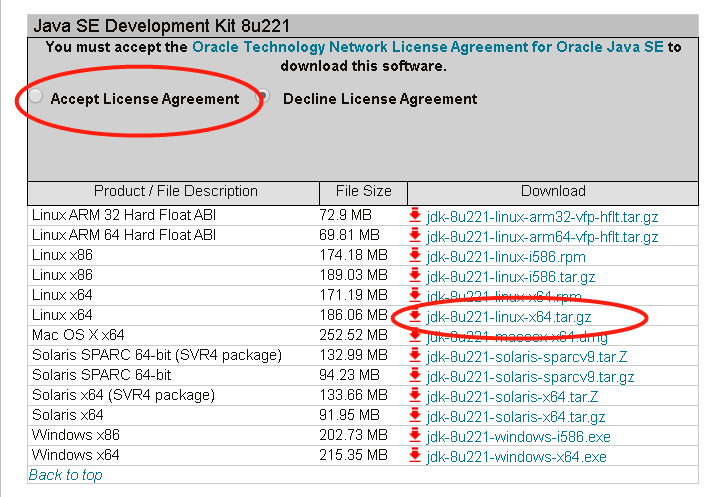 Java SE Development Kit 8u221
You must accept the Oracle Technology Network License Agreement for Oracle Java SE to
download this software.
Accept License Agreement Decline License Agreement
Product / File Description File Size Download
Linux ARM 32 Hard Float ABI 72.9 MB jdk-8u221-linux-arm32-vfp-hflt.tar.gz
Linux ARM 64 Hard Float ABI 69.81 MB jdk-8u221-linux-arm64-vfp-hflt.tar.gz
Linux x86 174.18 MB jdk-8u221-linux-i586.rpm
Linux x86 189.03 MB jdk-8u221-linux-i586.tar.gz
Linux x64 171.19 MB jdk-8u221-linux-x64.rpm
Linux x64 186.06 MB jdk-8u221-linux-x64.tar.gz
Mac OS X x64 252.52 MB jdk-8u221-macosx-x64.dmg
Solaris SPARC 64-bit (SVR4 package) 132.99 MB jdk-8u221-solaris-sparcv9.tar.Z
Solaris SPARC 64-bit 94.23 MB jdk-8u221-solaris-sparcv9.tar.gz
Solaris x64 (SVR4 package) 133.66 MB jdk-8u221-solaris-x64.tar.Z
Solaris x64 91.95 MB jdk-8u221-solaris-x64.tar.gz
Windows x86 202.73 MB jdk-8u221-windows-i586.exe
Windows x64 215.35 MB jdk-8u221-windows-x64.exe
Back to top